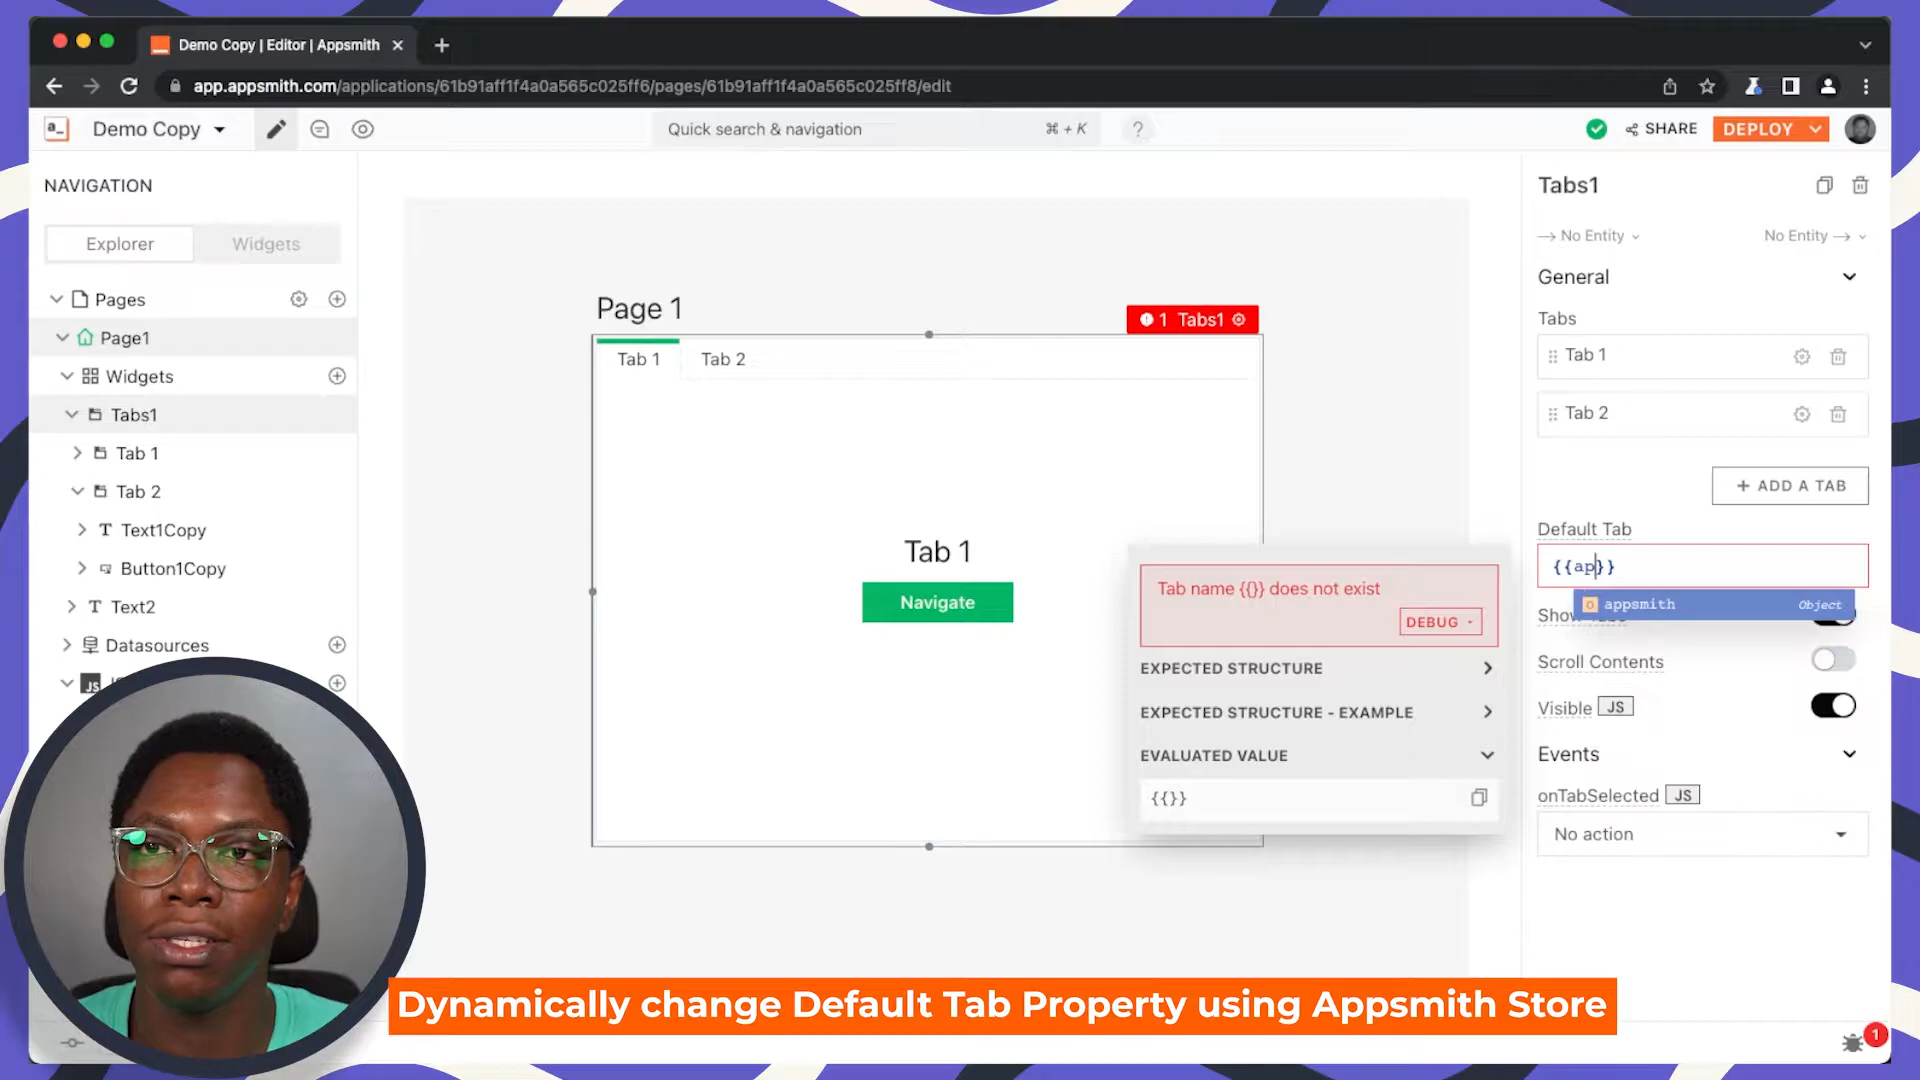 Demo Copy | Editor | Appsmith
app.appsmith.com/applications/61b91aff1f4a0a565c025ff6/pages/61b91aff1f4a0a565c025ff8/edit
a_
Demo Copy
Quick search & navigation
⌘ + K
?
SHARE
DEPLOY
NAVIGATION
Explorer
Widgets
Pages
Page1
Widgets
Tabs1
Tab 1
Tab 2
Text1Copy
Button1Copy
Text2
Datasources
JS
Page 1
1 Tabs1
Tab 1
Tab 2
Tab 1
Navigate
Tab name {{}} does not exist
DEBUG
EXPECTED STRUCTURE
EXPECTED STRUCTURE - EXAMPLE
EVALUATED VALUE
{{}}
Tabs1
No Entity
No Entity
General
Tabs
Tab 1
Tab 2
+ ADD A TAB
Default Tab
{{ap}}
appsmith
Object
Scroll Contents
Visible JS
Events
onTabSelected JS
No action
1
Dynamically change Default Tab Property using Appsmith Store